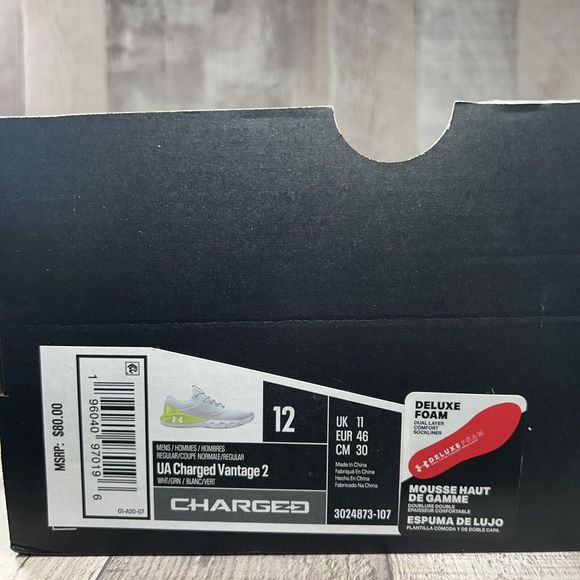 MSRP: $80.00
1 96040 97019 6
G1-A20-07
12
UK 11
EUR 46
CM 30
MENS / HOMMES / HOMBRES
REGULAR/COUPE NORMALE/REGULAR
UA Charged Vantage 2
WHT/GRN / BLANC/VERT
Made In China
Fabriqué En China
Hecho En China
Fabricado Na China
CHARGED
3024873-107
DELUXE
FOAM
DUAL LAYER
COMFORT
SOCKLINER
DELUXEFOAM
MOUSSE HAUT
DE GAMME
DOUBLURE DOUBLE
ÉPAISSEUR CONFORTABLE
ESPUMA DE LUJO
PLANTILLA CÓMODA Y DE DOBLE CAPA